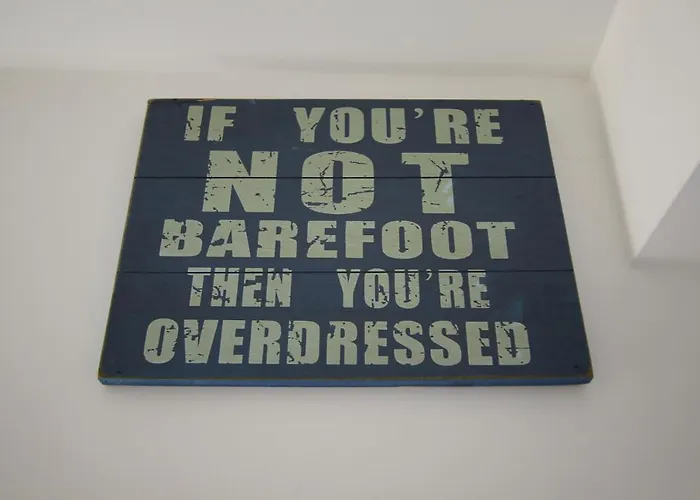 IF YOU'RE
NOT
BAREFOOT
THEN YOU'RE
OVERDRESSED